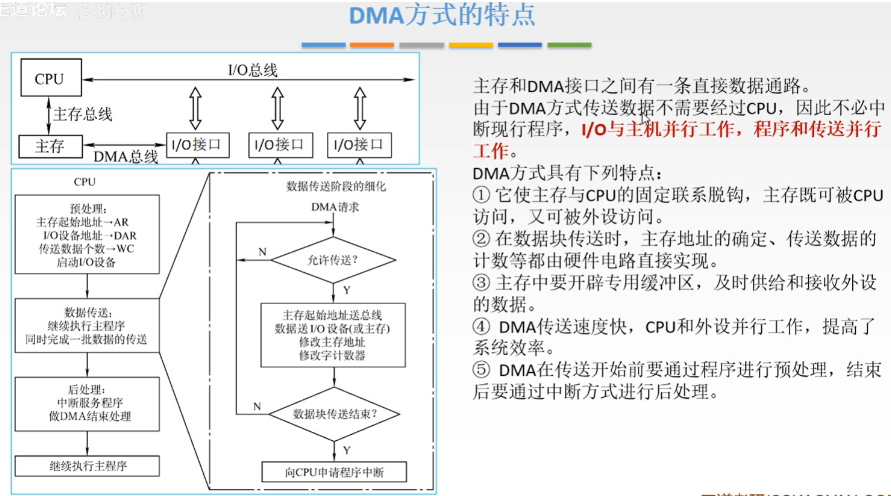 王道论坛
DMA方式的特点
CPU
I/O总线
主存总线
主存
DMA总线
I/O接口
I/O接口
I/O接口
CPU
预处理:
主存起始地址→AR
I/O设备地址→DAR
传送数据个数→WC
启动I/O设备
数据传送:
继续执行主程序
同时完成一批数据的传送
后处理:
中断服务程序
做DMA结束处理
继续执行主程序
数据传送阶段的细化
DMA请求
N
允许传送?
Y
主存起始地址送总线
数据送 I/O 设备(或主存)
修改主存地址
修改字计数器
N
数据块传送结束?
Y
向CPU申请程序中断
主存和DMA接口之间有一条直接数据通路。
由于DMA方式传送数据不需要经过CPU，因此不必中
断现行程序，I/O与主机并行工作，程序和传送并行
工作。
DMA方式具有下列特点：
① 它使主存与CPU的固定联系脱钩，主存既可被CPU
访问，又可被外设访问。
② 在数据块传送时，主存地址的确定、传送数据的
计数等都由硬件电路直接实现。
③ 主存中要开辟专用缓冲区，及时供给和接收外设
的数据。
④ DMA传送速度快，CPU和外设并行工作，提高了
系统效率。
⑤ DMA在传送开始前要通过程序进行预处理，结束
后要通过中断方式进行后处理。